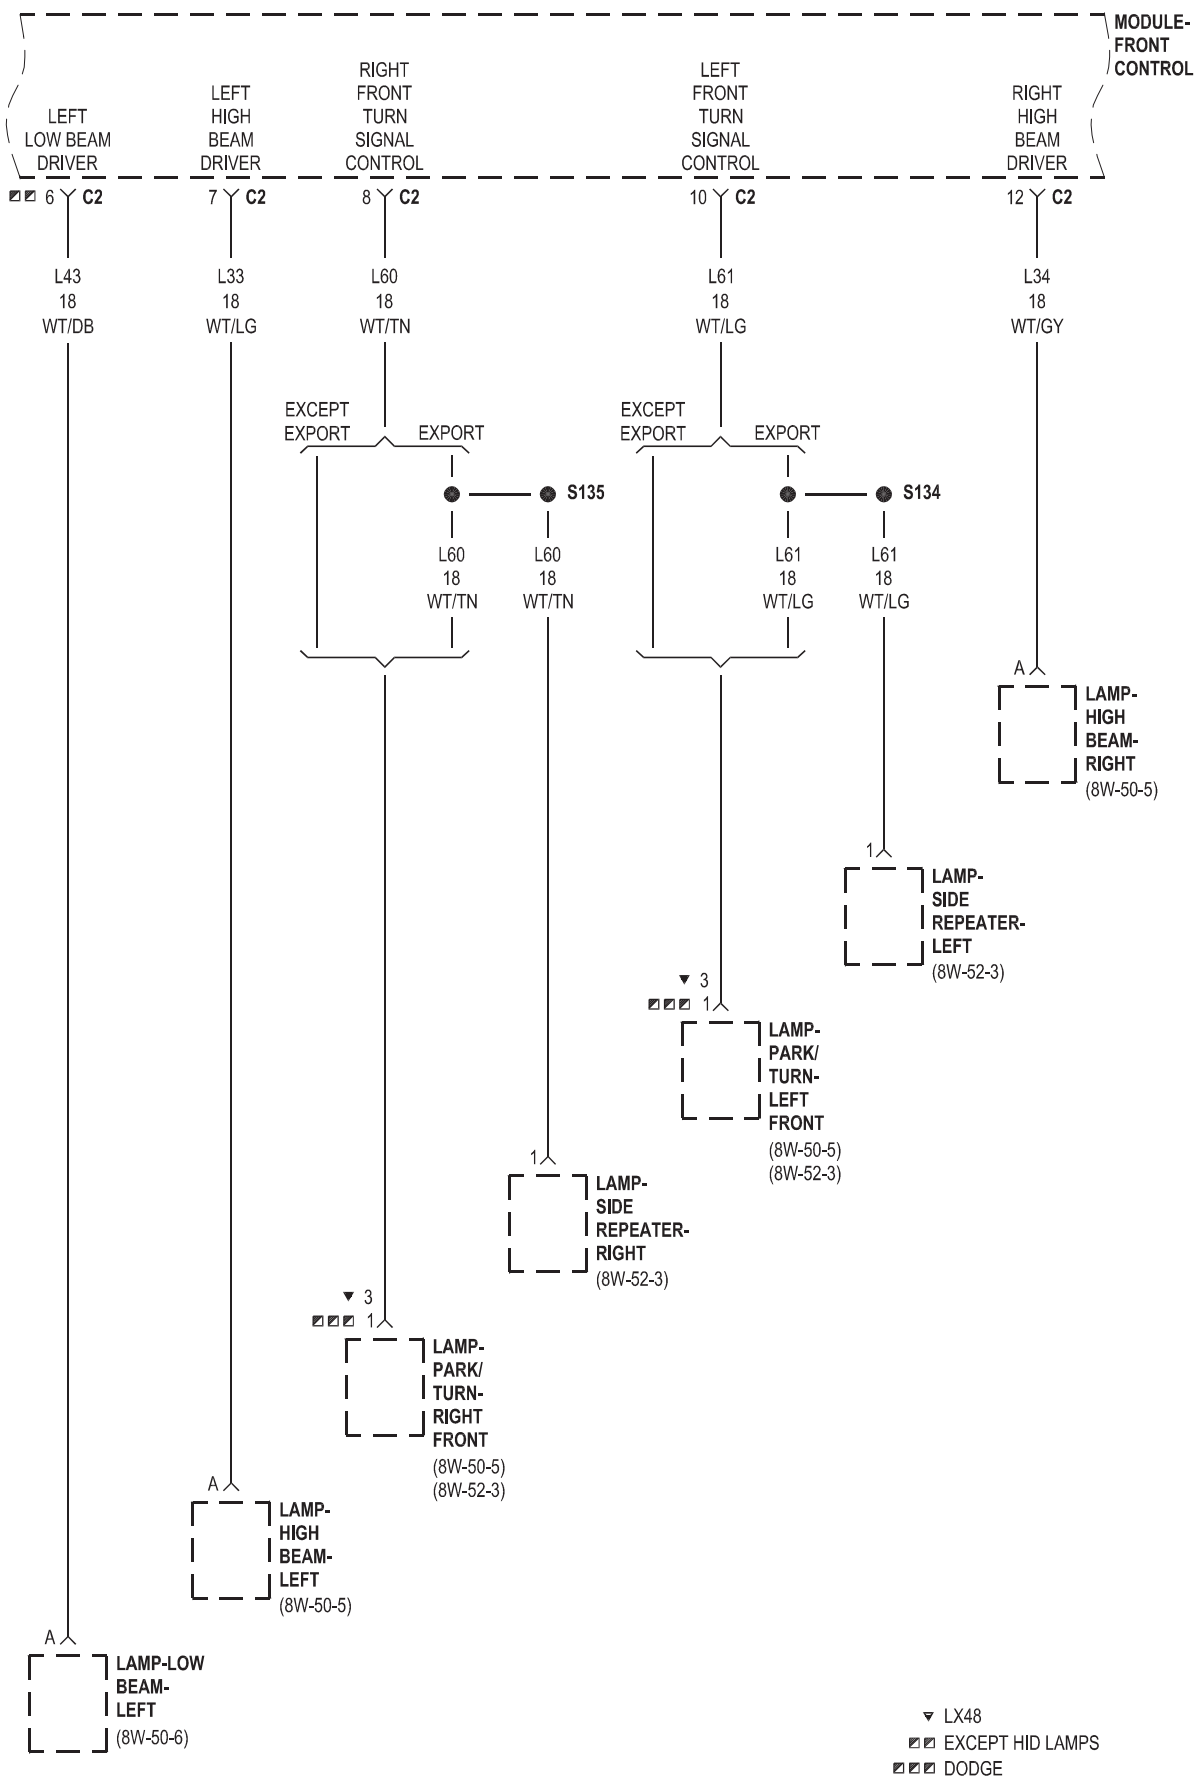 MODULE-
FRONT
CONTROL
LEFT
LOW BEAM
DRIVER
LEFT
HIGH
BEAM
DRIVER
RIGHT
FRONT
TURN
SIGNAL
CONTROL
LEFT
FRONT
TURN
SIGNAL
CONTROL
RIGHT
HIGH
BEAM
DRIVER
6 C2
7 C2
8 C2
10 C2
12 C2
L43
18
WT/DB
L33
18
WT/LG
L60
18
WT/TN
L61
18
WT/LG
L34
18
WT/GY
EXCEPT
EXPORT
EXPORT
EXCEPT
EXPORT
EXPORT
S135
S134
L60
18
WT/TN
L60
18
WT/TN
L61
18
WT/LG
L61
18
WT/LG
A
LAMP-
HIGH
BEAM-
RIGHT
(8W-50-5)
1
LAMP-
SIDE
REPEATER-
LEFT
(8W-52-3)
3
1
LAMP-
PARK/
TURN-
LEFT
FRONT
(8W-50-5)
(8W-52-3)
1
LAMP-
SIDE
REPEATER-
RIGHT
(8W-52-3)
3
1
LAMP-
PARK/
TURN-
RIGHT
FRONT
(8W-50-5)
(8W-52-3)
A
LAMP-
HIGH
BEAM-
LEFT
(8W-50-5)
A
LAMP-LOW
BEAM-
LEFT
(8W-50-6)
LX48
EXCEPT HID LAMPS
DODGE